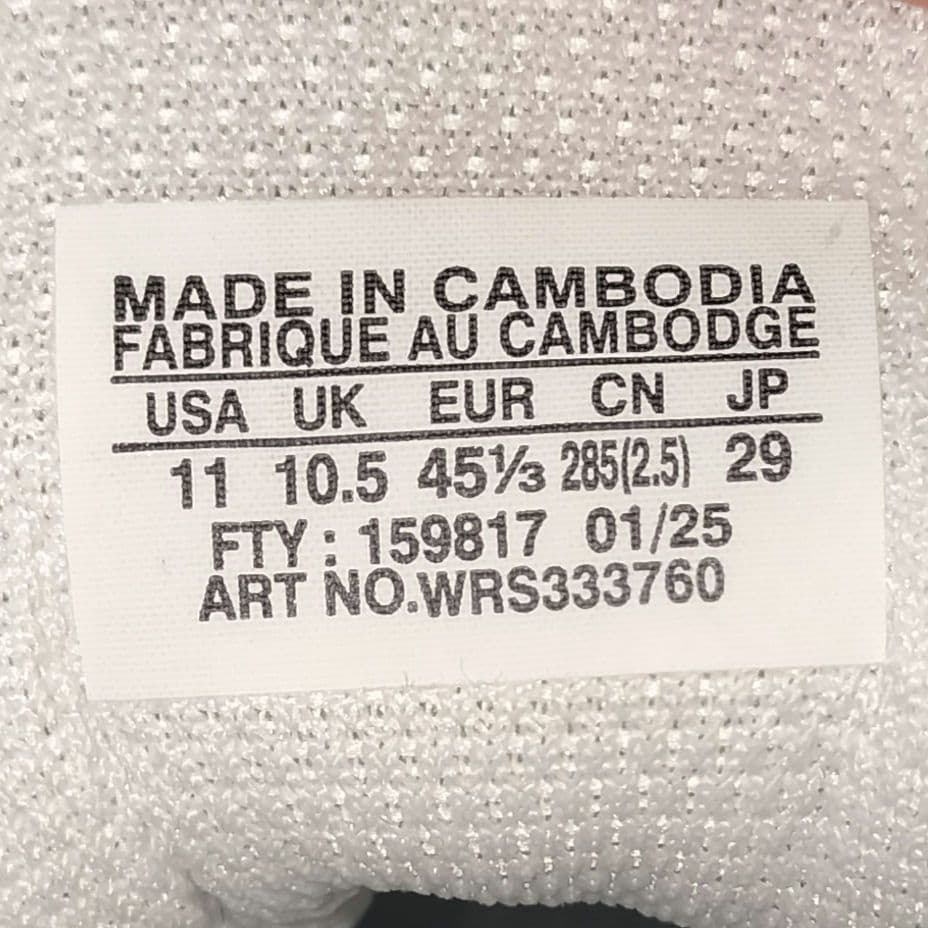 MADE IN CAMBODIA
FABRIQUE AU CAMBODGE
USA UK EUR CN JP
11 10.5 45⅓ 285(2.5) 29
FTY : 159817 01/25
ART NO.WRS333760